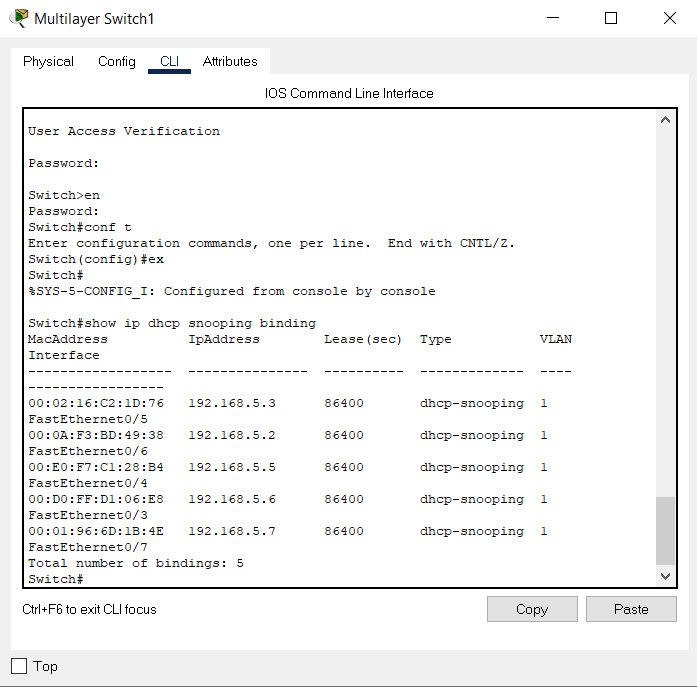 Multilayer Switch1
Physical Config CLI Attributes
IOS Command Line Interface
User Access Verification
Password:
Switch>en
Password:
Switch#conf t
Enter configuration commands, one per line.  End with CNTL/Z.
Switch(config)#ex
Switch#
%SYS-5-CONFIG_I: Configured from console by console
Switch#show ip dhcp snooping binding
MacAddress          IpAddress        Lease(sec)  Type           VLAN
Interface
------------------  ---------------  ----------  -------------  ----
-----------------
00:02:16:C2:1D:76   192.168.5.3      86400       dhcp-snooping  1
FastEthernet0/5
00:0A:F3:BD:49:38   192.168.5.2      86400       dhcp-snooping  1
FastEthernet0/6
00:E0:F7:C1:28:B4   192.168.5.5      86400       dhcp-snooping  1
FastEthernet0/4
00:D0:FF:D1:06:E8   192.168.5.6      86400       dhcp-snooping  1
FastEthernet0/3
00:01:96:6D:1B:4E   192.168.5.7      86400       dhcp-snooping  1
FastEthernet0/7
Total number of bindings: 5
Switch#
Ctrl+F6 to exit CLI focus Copy Paste
Top